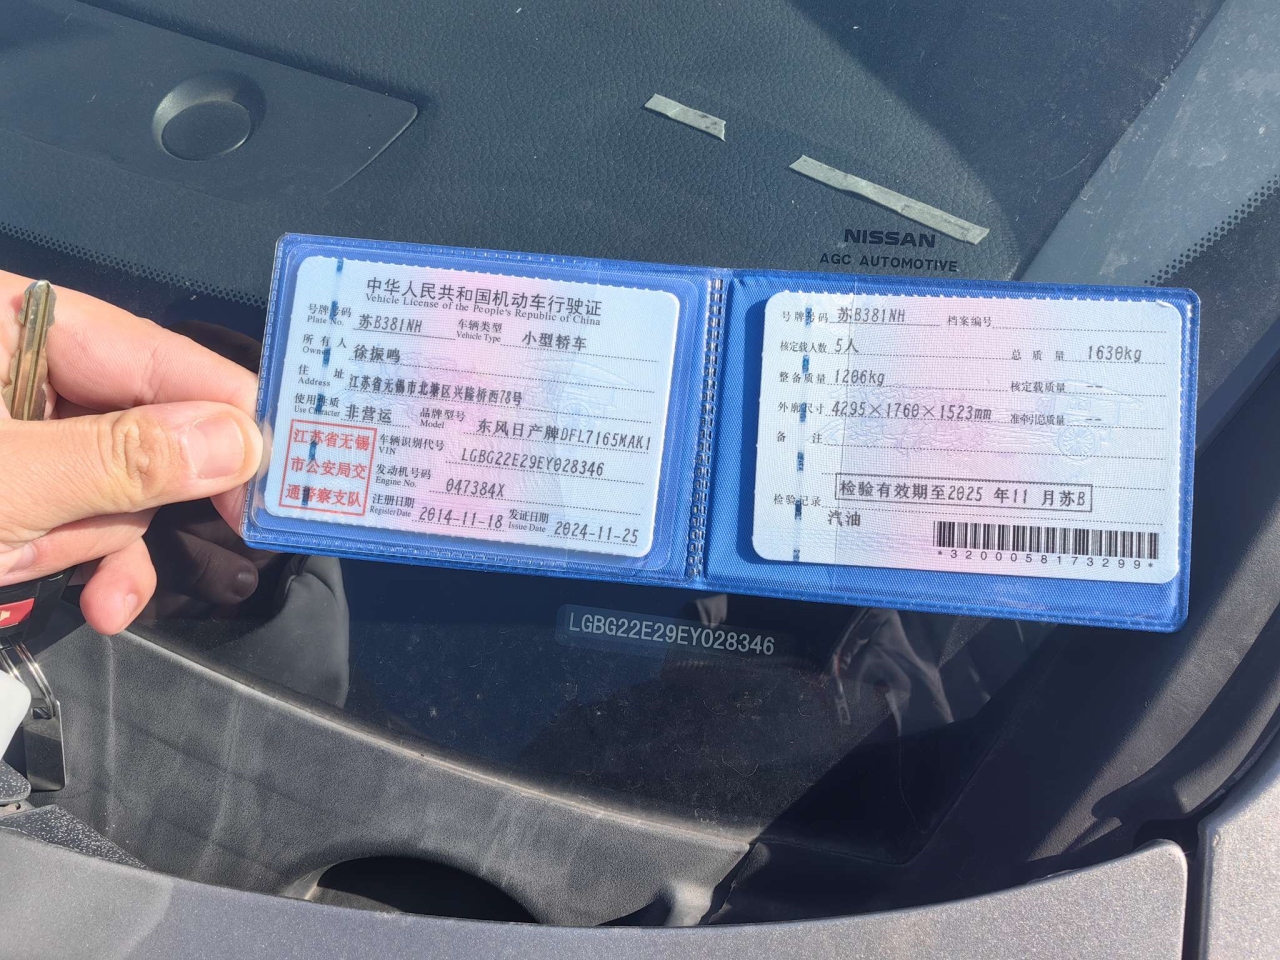 NISSAN
AGC AUTOMOTIVE
中华人民共和国机动车行驶证
Vehicle License of the People's Republic of China
号牌号码 苏B381NH 车辆类型 小型轿车
Plate No. Vehicle Type
所有人 徐振鸣
Owner
住址 江苏省无锡市北塘区兴隆桥西78号
Address
使用性质 非营运 品牌型号 东风日产牌DFL7165MAK1
Use Character Model
江苏省无锡
市公安局交
通警察支队
车辆识别代号 LGBG22E29EY028346
VIN
发动机号码 047384X
Engine No.
注册日期 2014-11-18 发证日期 2024-11-25
Register Date Issue Date
号牌号码 苏B381NH 档案编号
核定载人数 5人 总质量 1630kg
整备质量 1206kg 核定载质量 --
外廓尺寸 4295×1760×1523mm 准牵引总质量 --
备注
检验记录 检验有效期至2025 年11 月苏B
汽油
*3200058173299*
LGBG22E29EY028346